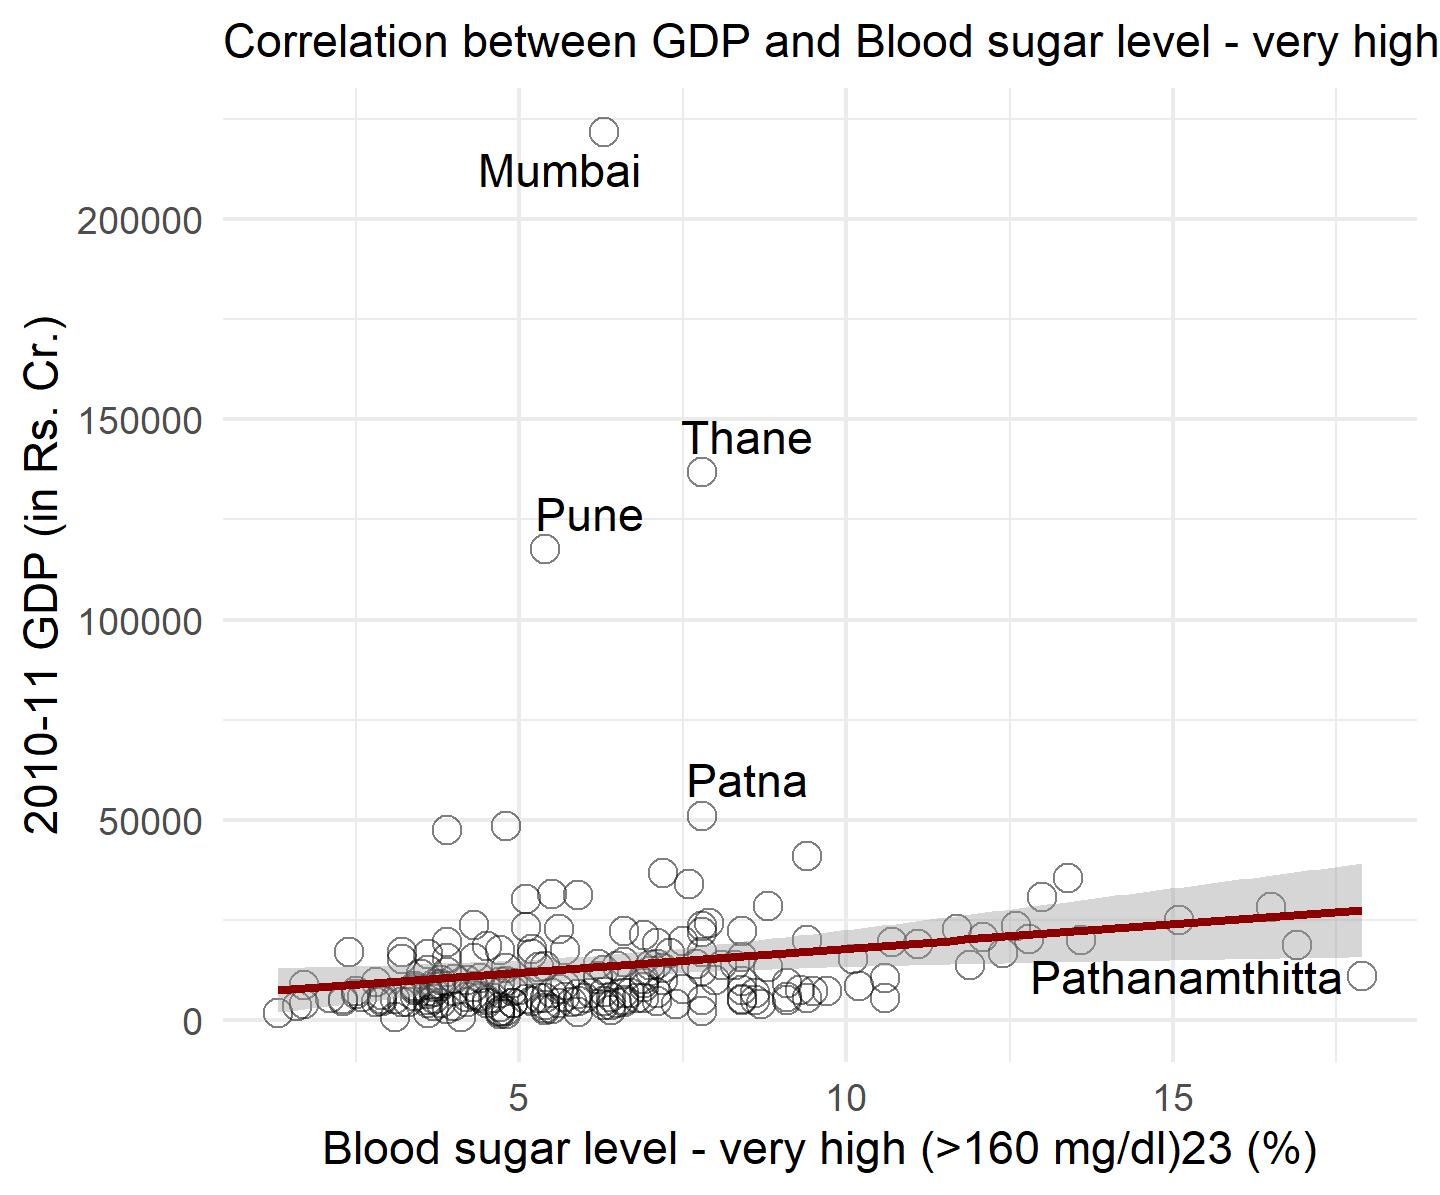 Correlation between GDP and Blood sugar level - very high
Mumbai
200000
Thane
150000
Pune
100000
Patna
50000
Pathanamthitta
0
5
10
15
2010-11 GDP (in Rs. Cr.)
Blood sugar level - very high (>160 mg/dl)23 (%)